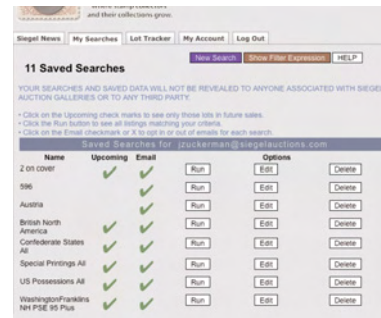 where stamp collectors
and their collections grow.
Siegel News My Searches Lot Tracker My Account Log Out
New Search Show Filter Expression HELP
11 Saved Searches
YOUR SEARCHES AND SAVED DATA WILL NOT BE REVEALED TO ANYONE ASSOCIATED WITH SIEGE
AUCTION GALLERIES OR TO ANY THIRD PARTY.
• Click on the Upcoming check marks to see only those lots in future sales.
• Click the Run button to see all listings matching your criteria.
• Click on the Email checkmark or X to opt in or out of emails for each search.
Saved Searches for jzuckerman@siegelauctions.com
Name Upcoming Email Options
2 on cover Run Edit Delete
596 Run Edit Delete
Austria Run Edit Delete
British North
America Run Edit Delete
Confederate States
All Run Edit Delete
Special Printings All Run Edit Delete
US Possessions All Run Edit Delete
WashingtonFranklins
NH PSE 95 Plus Run Edit Delete